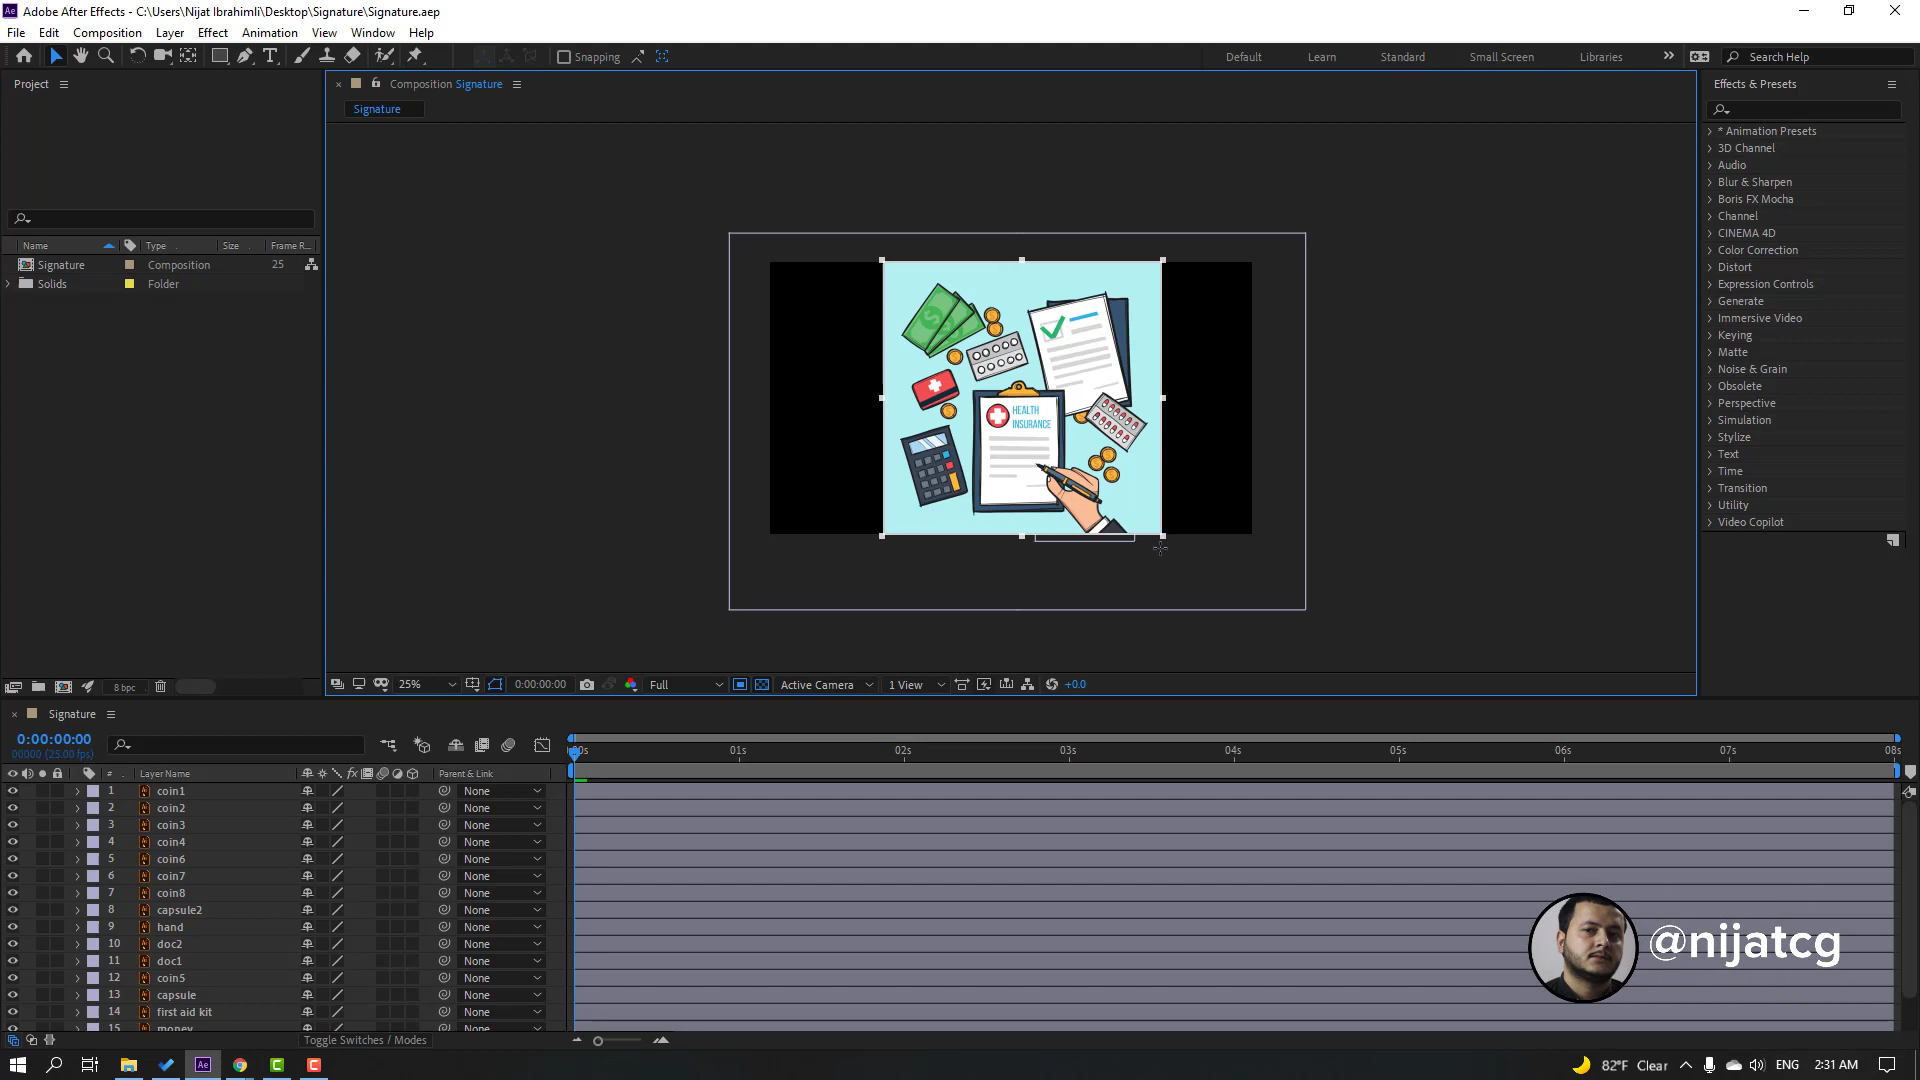 Adobe After Effects - C:\Users\Nijat Ibrahimli\Desktop\Signature\Signature.aep
File Edit Composition Layer Effect Animation View Window Help
Snapping
Default Learn Standard Small Screen Libraries
Search Help
Project
Composition Signature
Effects & Presets
Signature
* Animation Presets
3D Channel
Audio
Blur & Sharpen
Boris FX Mocha
Channel
CINEMA 4D
Color Correction
Distort
Expression Controls
Generate
Immersive Video
Keying
Matte
Noise & Grain
Obsolete
Perspective
Simulation
Stylize
Text
Time
Transition
Utility
Video Copilot
Name Type Size Frame R...
Signature Composition 25
Solids Folder
HEALTH
INSURANCE
8 bpc
25% 0:00:00:00 Full Active Camera 1 View +0.0
Signature
0:00:00:00
00000 (25.00 fps)
:00s 01s 02s 03s 04s 05s 06s 07s 08s
# Layer Name Parent & Link
1 coin1 None
2 coin2 None
3 coin3 None
4 coin4 None
5 coin6 None
6 coin7 None
7 coin8 None
8 capsule2 None
9 hand None
10 doc2 None
11 doc1 None
12 coin5 None
13 capsule None
14 first aid kit None
15 money None
Toggle Switches / Modes
@nijatcg
82°F Clear ENG 2:31 AM